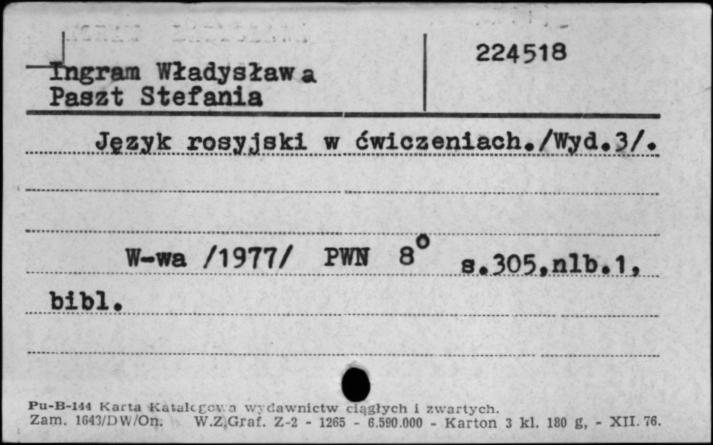 Ingram Władysława
Paszt Stefania
224518
Język rosyjski w ćwiczeniach./Wyd.3/.
W-wa /1977/ PWN 8° s.305,nlb.1,
bibl.
Pu-B-144 Karta Katalogowa wydawnictw ciągłych i zwartych.
Zam. 1643/DW/On. W.Z.Graf. Z-2 - 1265 - 6.590.000 - Karton 3 kl. 180 g, - XII. 76.